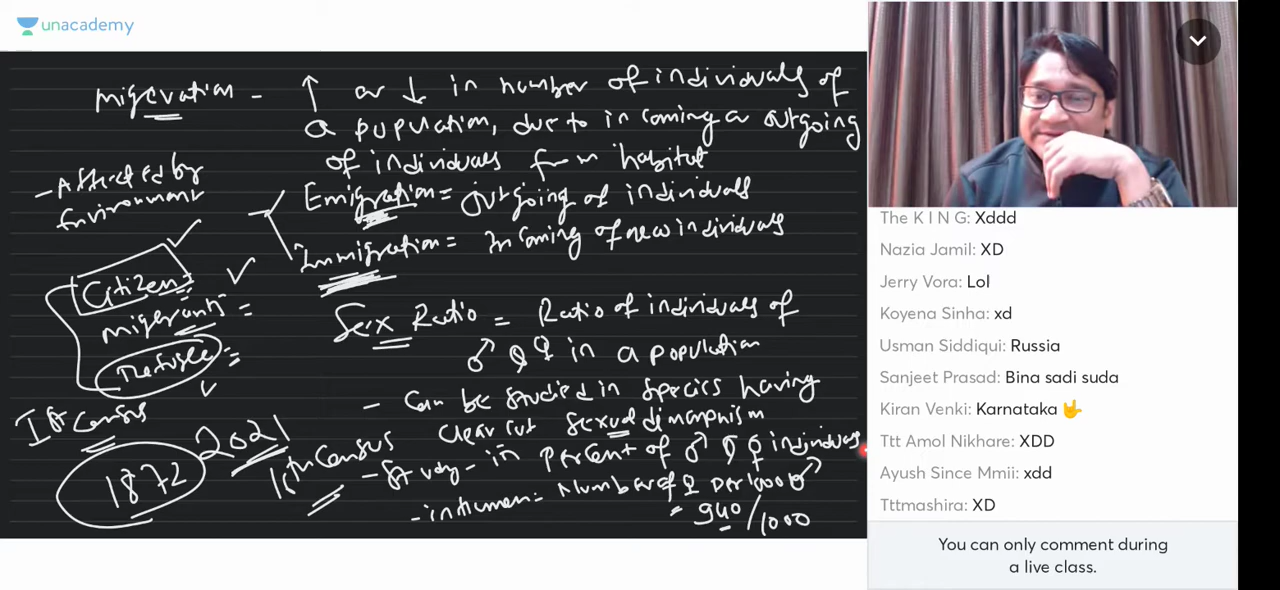 unacademy
Migration - ↑ or ↓ in number of individuals of
a population, due to incoming or outgoing
of individuals from habitat
- Affected by
Environment
Emigration = outgoing of individuals
Immigration = Incoming of new individuals
Citizen =
migrants =
Refugee =
Sex Ratio = Ratio of individuals of
♂ ♀ ♀ in a population
- Can be studied in species having
clear cut sexual dimorphism
Ist Census
1872
2021
Census
- Study - in percent of ♂ ♀ ♀ individuals
- in human = Number of ♀ per 1000 ♂
= 940/1000
The K I N G: Xddd
Nazia Jamil: XD
Jerry Vora: Lol
Koyena Sinha: xd
Usman Siddiqui: Russia
Sanjeet Prasad: Bina sadi suda
Kiran Venki: Karnataka 🤟
Ttt Amol Nikhare: XDD
Ayush Since Mmii: xdd
Tttmashira: XD
You can only comment during
a live class.